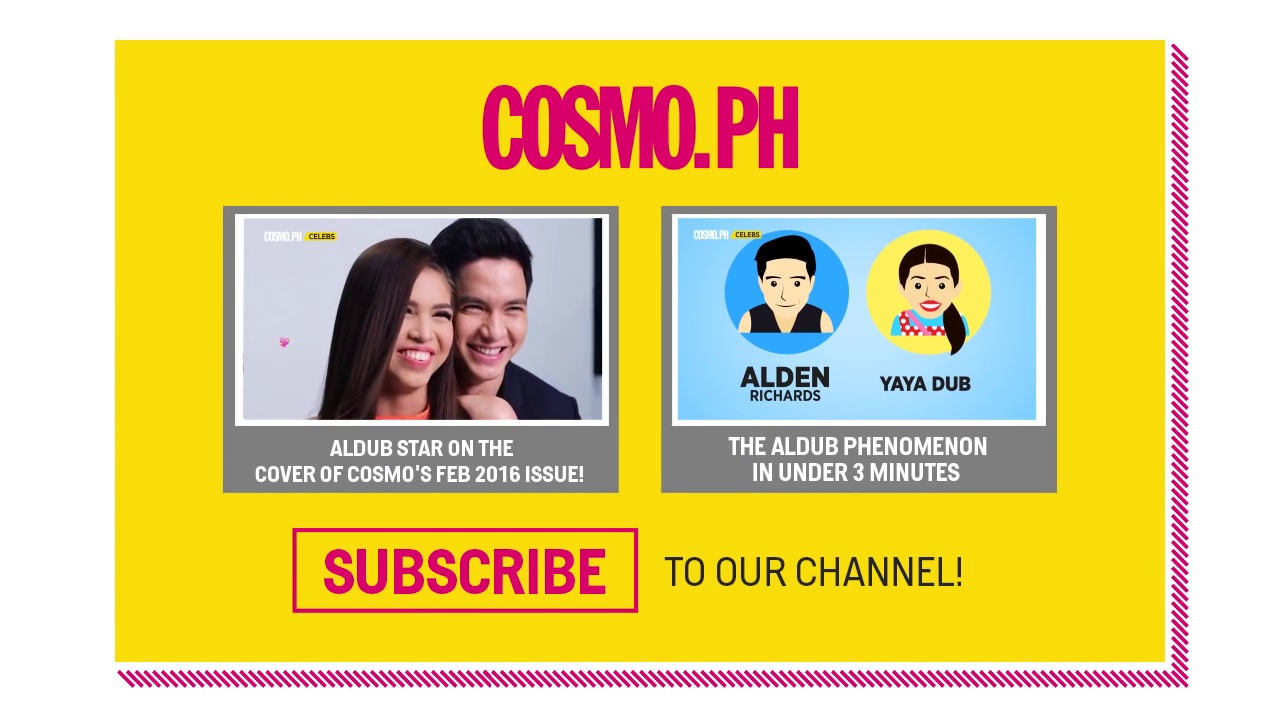 COSMO.PH
COSMO.PH CELEBS
COSMO.PH CELEBS
ALDEN
RICHARDS
YAYA DUB
ALDUB STAR ON THE
COVER OF COSMO'S FEB 2016 ISSUE!
THE ALDUB PHENOMENON
IN UNDER 3 MINUTES
SUBSCRIBE TO OUR CHANNEL!